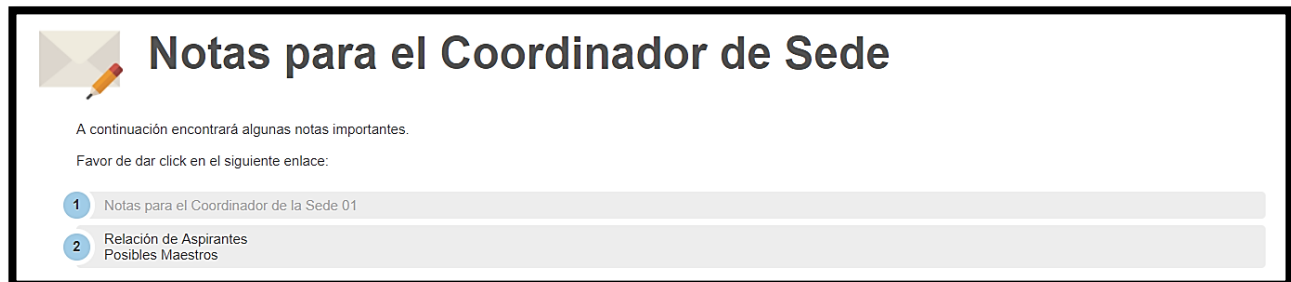 Notas para el Coordinador de Sede
A continuación encontrará algunas notas importantes.
Favor de dar click en el siguiente enlace:
1 Notas para el Coordinador de la Sede 01
2 Relación de Aspirantes
Posibles Maestros